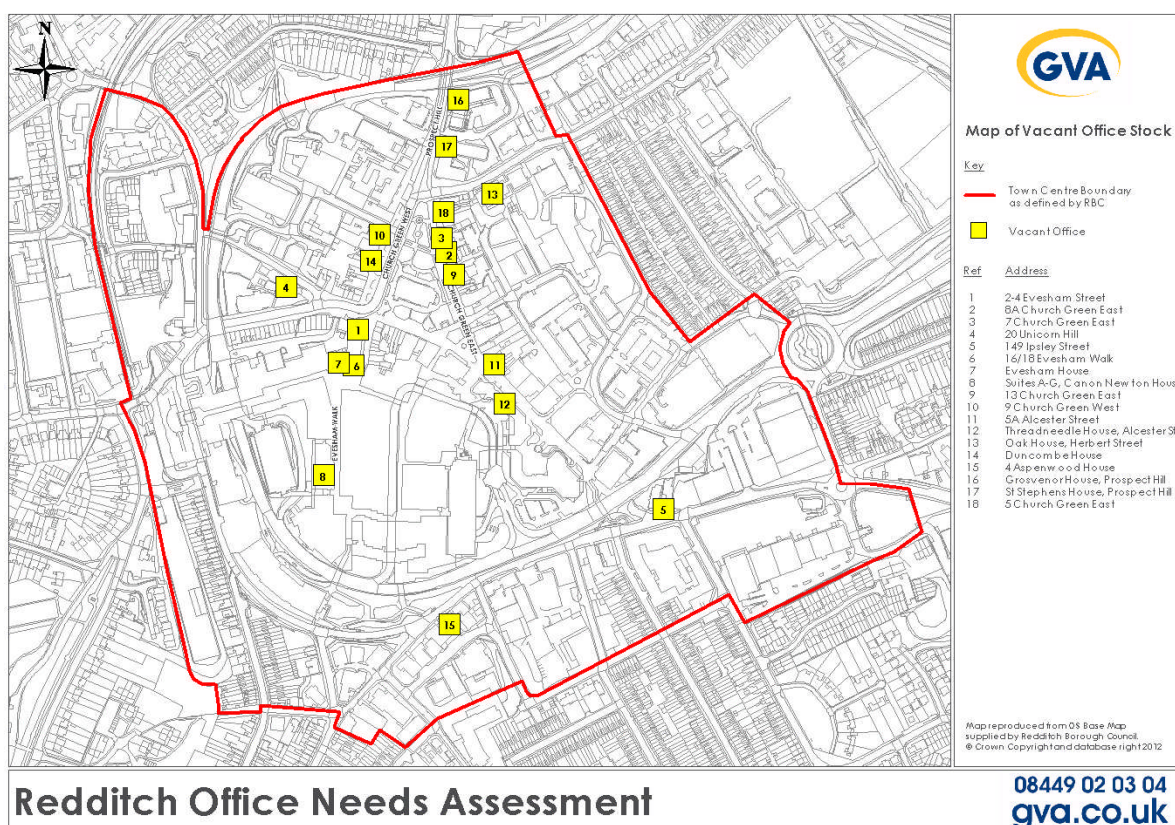 N
GVA
Map of Vacant Office Stock
Key
Town Centre Boundary
as defined by RBC
Vacant Office
Ref Address
1 2-4 Evesham Street
2 8A Church Green East
3 7 Church Green East
4 20 Unicorn Hill
5 149 Ipsley Street
6 16/18 Evesham Walk
7 Evesham House
8 Suites A-G, Canon Newton Hous
9 13 Church Green East
10 9 Church Green West
11 5A Alcester Street
12 Threadneedle House, Alcester St
13 Oak House, Herbert Street
14 Duncombe House
15 4 Aspenwood House
16 Grosvenor House, Prospect Hill
17 St Stephens House, Prospect Hill
18 5 Church Green East
16
PROSPECT HILL
17
13
18
10
CHURCH GREEN WEST
3
14
2
9
4
CHURCH GREEN EAST
1
7
6
11
12
EVESHAM WALK
8
5
15
Map reproduced from OS Base Map
supplied by Redditch Borough Council.
© Crown Copyright and database right 2012
Redditch Office Needs Assessment
08449 02 03 04
gva.co.uk